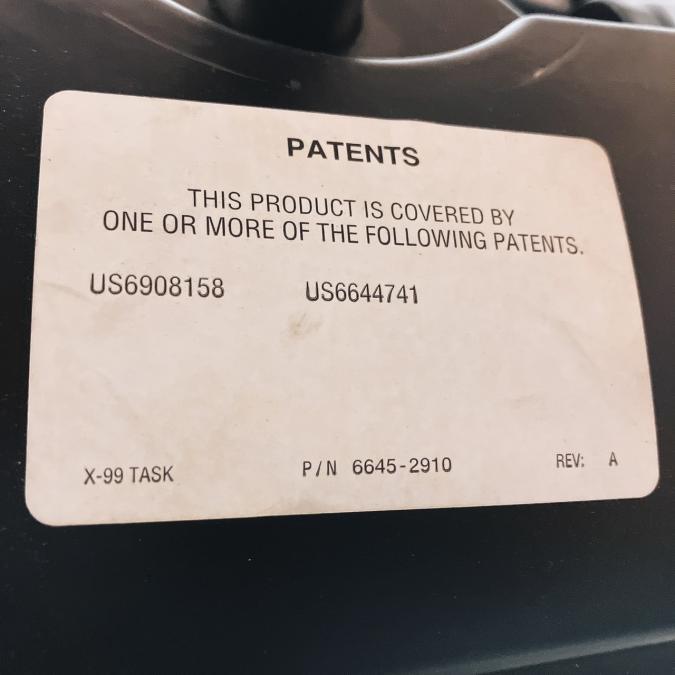 PATENTS
THIS PRODUCT IS COVERED BY
ONE OR MORE OF THE FOLLOWING PATENTS.
US6908158 US6644741
X-99 TASK P/N 6645-2910 REV: A